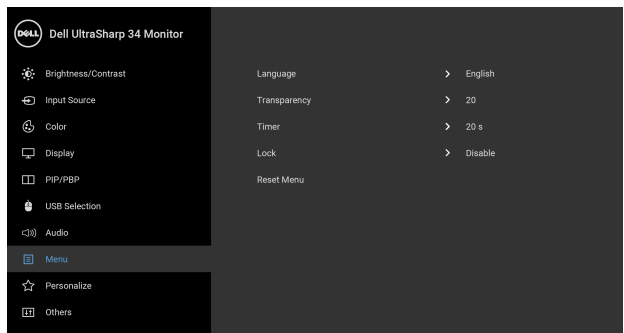 DELL Dell UltraSharp 34 Monitor
Brightness/Contrast
Input Source
Color
Display
PIP/PBP
USB Selection
Audio
Menu
Personalize
Others
Language > English
Transparency > 20
Timer > 20 s
Lock > Disable
Reset Menu